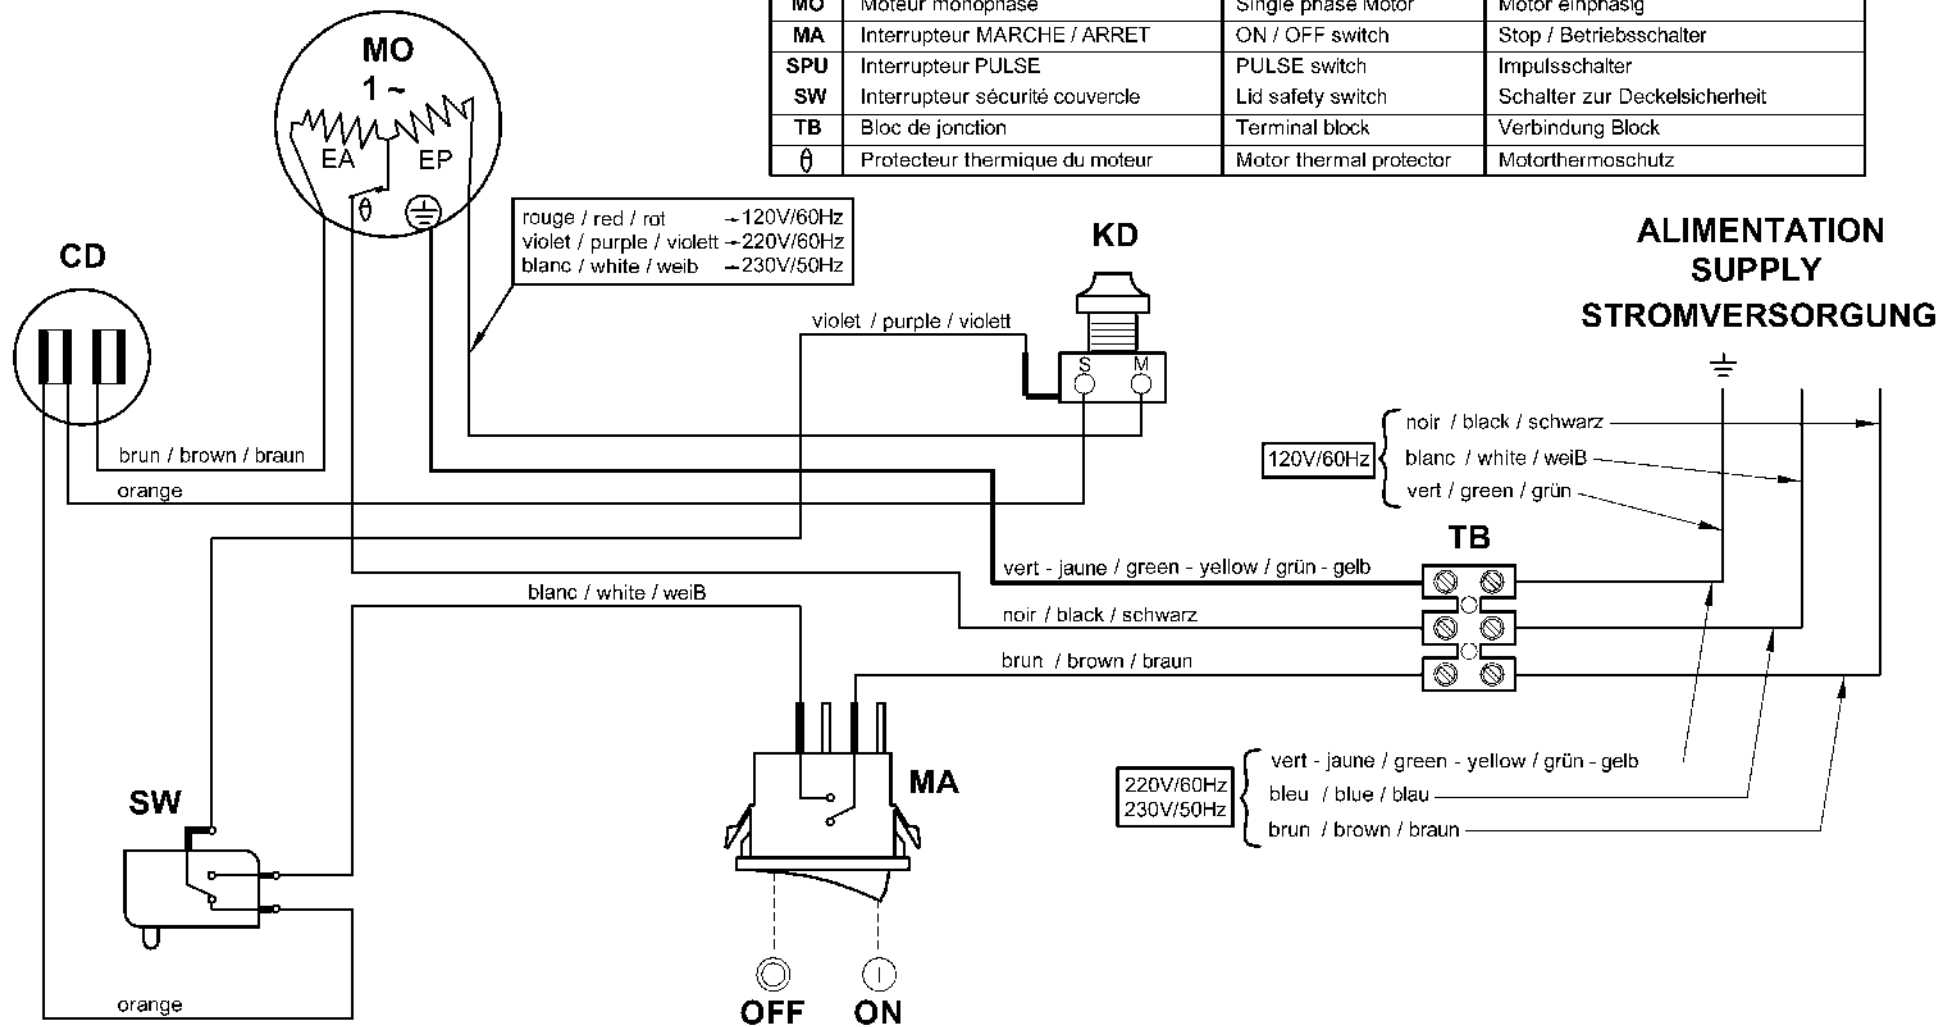 MO Moteur monophasé Single phase Motor Motor einphasig
MA Interrupteur MARCHE / ARRET ON / OFF switch Stop / Betriebsschalter
SPU Interrupteur PULSE PULSE switch Impulsschalter
SW Interrupteur sécurité couvercle Lid safety switch Schalter zur Deckelsicherheit
TB Bloc de jonction Terminal block Verbindung Block
θ Protecteur thermique du moteur Motor thermal protector Motorthermoschutz
MO
1 ~
EA EP
θ
rouge / red / rot 120V/60Hz
violet / purple / violett 220V/60Hz
blanc / white / weib 230V/50Hz
CD
KD
S M
violet / purple / violett
ALIMENTATION
SUPPLY
STROMVERSORGUNG
120V/60Hz
noir / black / schwarz
blanc / white / weiB
vert / green / grün
brun / brown / braun
orange
TB
vert - jaune / green - yellow / grün - gelb
blanc / white / weiB
noir / black / schwarz
brun / brown / braun
MA
SW
220V/60Hz
230V/50Hz
vert - jaune / green - yellow / grün - gelb
bleu / blue / blau
brun / brown / braun
orange
OFF ON